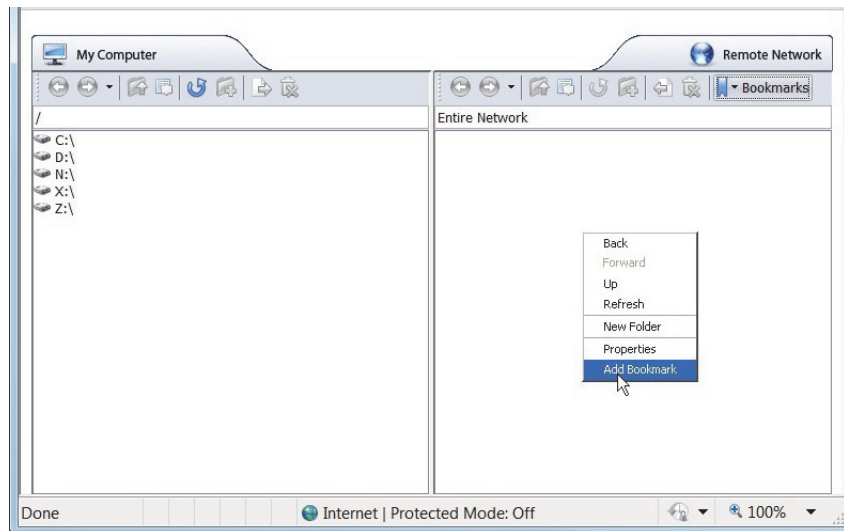 My Computer
Remote Network
Bookmarks
/
Entire Network
C:\
D:\
N:\
X:\
Z:\
Back
Forward
Up
Refresh
New Folder
Properties
Add Bookmark
Done
Internet | Protected Mode: Off
100%